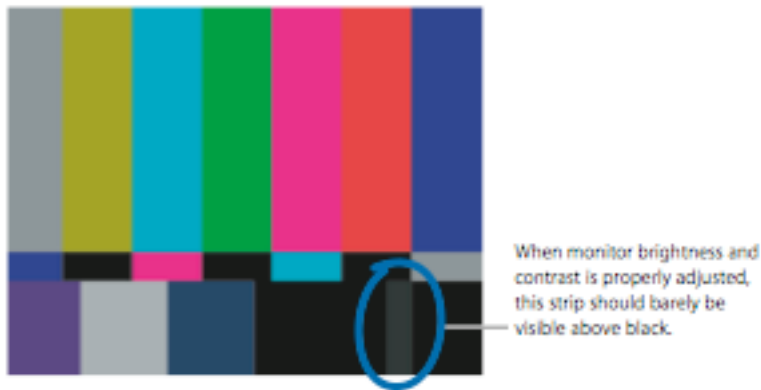 When monitor brightness and
contrast is properly adjusted,
this strip should barely be
visible above black.